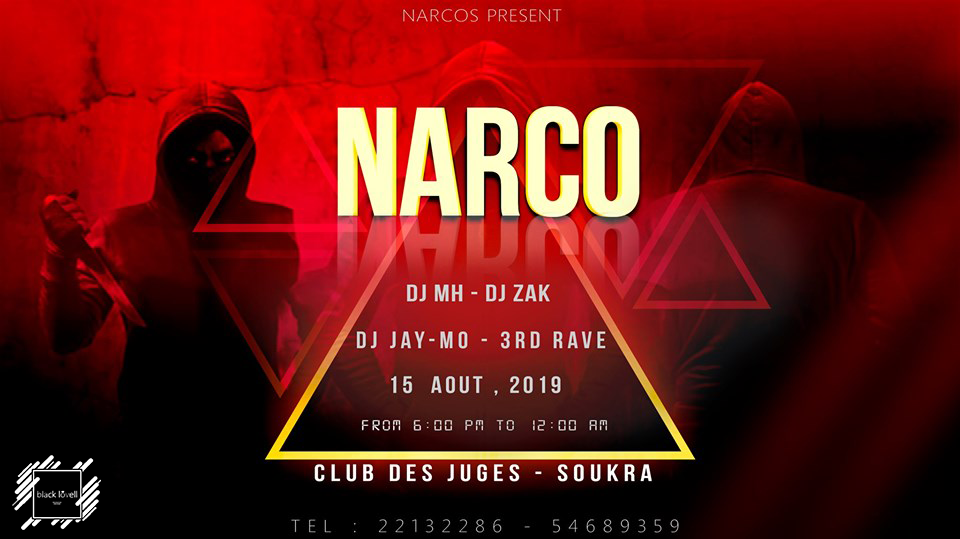 NARCOS PRESENT
NARCO
DJ MH - DJ ZAK
DJ JAY-MO - 3RD RAVE
15 AOUT , 2019
FROM 6:00 PM TO 12:00 AM
CLUB DES JUGES - SOUKRA
black lövell
TEL : 22132286 - 54689359